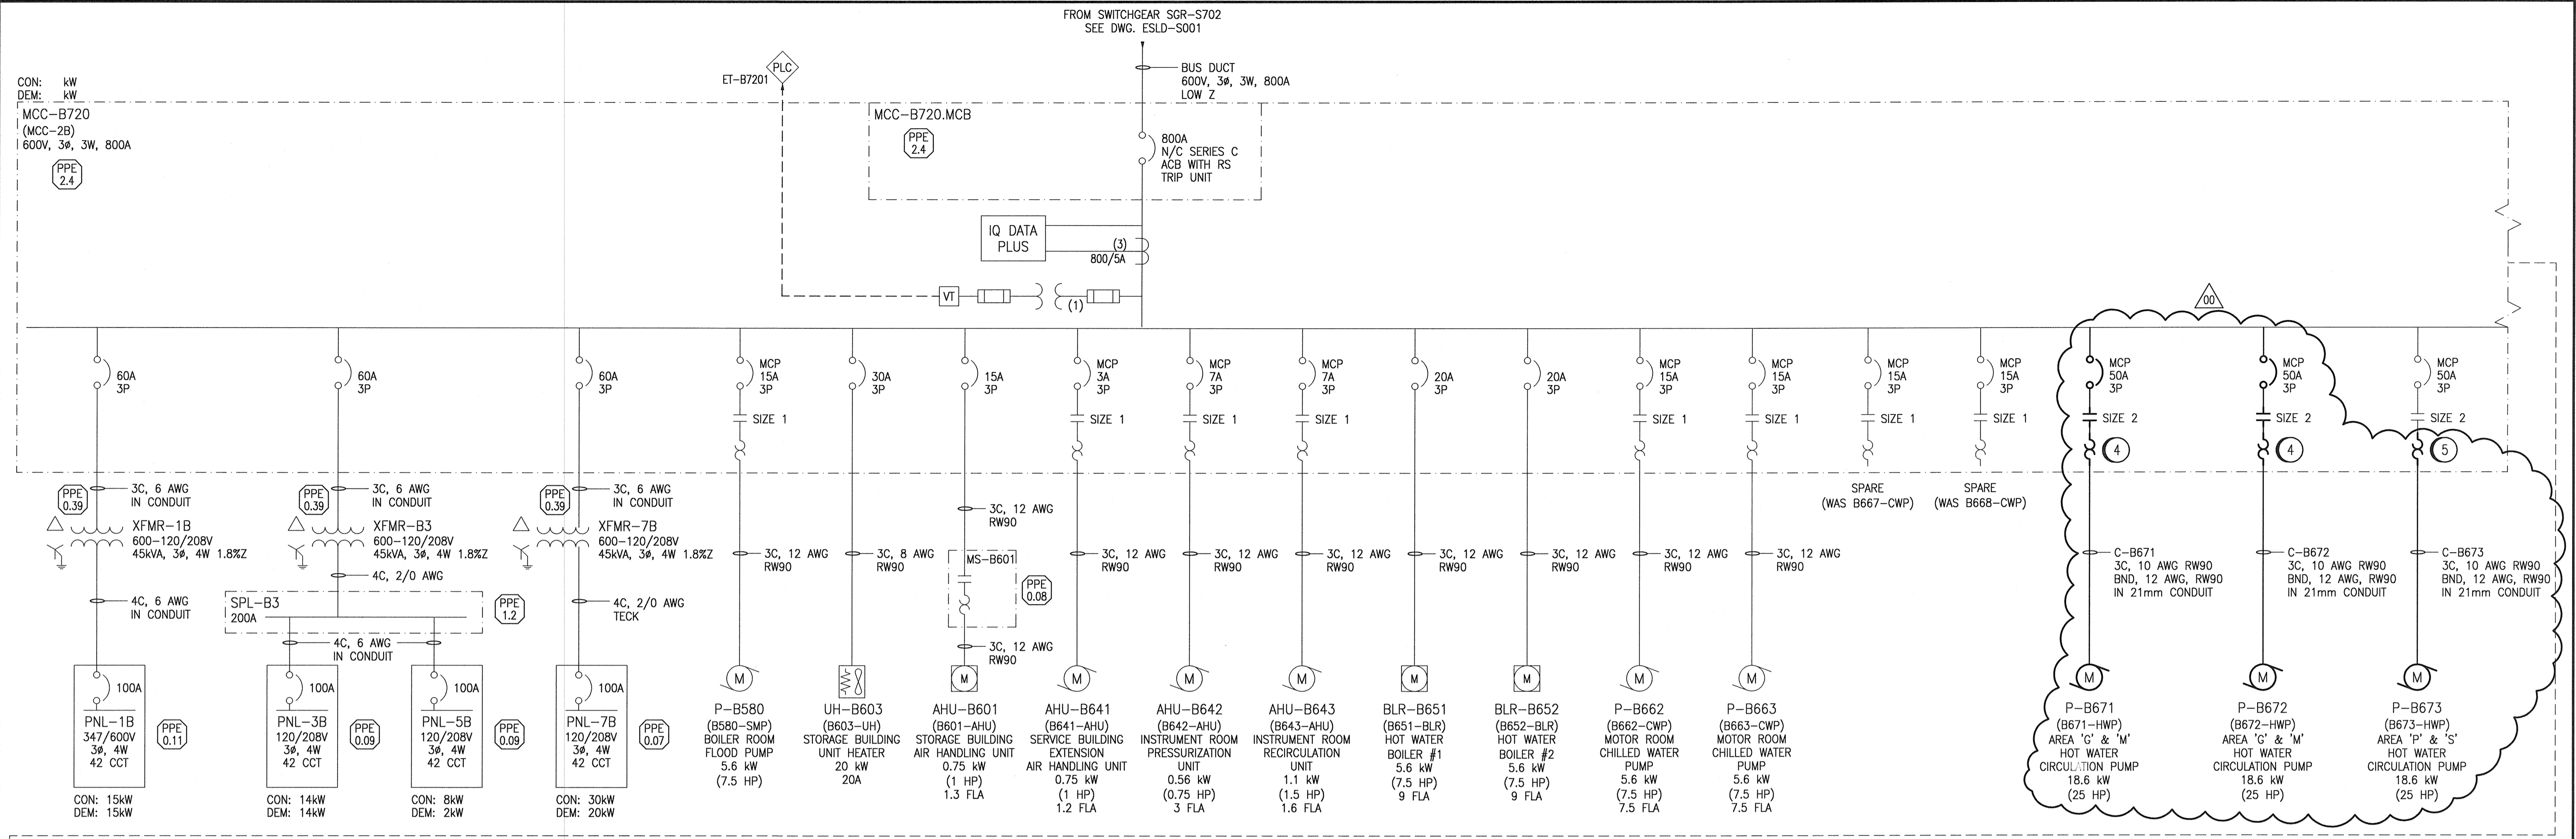 FROM SWITCHGEAR SGR-S702
SEE DWG. ESLD-S001
BUS DUCT
600V, 3ø, 3W, 800A
LOW Z
PLC
ET-B7201
CON: kW
DEM: kW
MCC-B720
(MCC-2B)
600V, 3ø, 3W, 800A
PPE
2.4
MCC-B720.MCB
PPE
2.4
800A
N/C SERIES C
ACB WITH RS
TRIP UNIT
IQ DATA
PLUS
(3)
800/5A
VT
(1)
00
60A
3P
60A
3P
60A
3P
MCP
15A
3P
SIZE 1
30A
3P
15A
3P
MCP
3A
3P
SIZE 1
MCP
7A
3P
SIZE 1
MCP
7A
3P
SIZE 1
20A
3P
20A
3P
MCP
15A
3P
SIZE 1
MCP
15A
3P
SIZE 1
MCP
15A
3P
SIZE 1
MCP
15A
3P
SIZE 1
MCP
50A
3P
SIZE 2
4
MCP
50A
3P
SIZE 2
4
MCP
50A
3P
SIZE 2
5
PPE
0.39
3C, 6 AWG
IN CONDUIT
XFMR-1B
600-120/208V
45kVA, 3ø, 4W 1.8%Z
4C, 6 AWG
IN CONDUIT
PPE
0.39
3C, 6 AWG
IN CONDUIT
XFMR-B3
600-120/208V
45kVA, 3ø, 4W 1.8%Z
4C, 2/0 AWG
SPL-B3
200A
PPE
1.2
4C, 6 AWG
IN CONDUIT
PPE
0.39
3C, 6 AWG
IN CONDUIT
XFMR-7B
600-120/208V
45kVA, 3ø, 4W 1.8%Z
4C, 2/0 AWG
TECK
3C, 12 AWG
RW90
3C, 8 AWG
RW90
3C, 12 AWG
RW90
MS-B601
PPE
0.08
3C, 12 AWG
RW90
3C, 12 AWG
RW90
3C, 12 AWG
RW90
3C, 12 AWG
RW90
3C, 12 AWG
RW90
3C, 12 AWG
RW90
3C, 12 AWG
RW90
3C, 12 AWG
RW90
SPARE
(WAS B667-CWP)
SPARE
(WAS B668-CWP)
C-B671
3C, 10 AWG RW90
BND, 12 AWG, RW90
IN 21mm CONDUIT
C-B672
3C, 10 AWG RW90
BND, 12 AWG, RW90
IN 21mm CONDUIT
C-B673
3C, 10 AWG RW90
BND, 12 AWG, RW90
IN 21mm CONDUIT
100A
PNL-1B
347/600V
3ø, 4W
42 CCT
PPE
0.11
CON: 15kW
DEM: 15kW
100A
PNL-3B
120/208V
3ø, 4W
42 CCT
PPE
0.09
CON: 14kW
DEM: 14kW
100A
PNL-5B
120/208V
3ø, 4W
42 CCT
PPE
0.09
CON: 8kW
DEM: 2kW
100A
PNL-7B
120/208V
3ø, 4W
42 CCT
PPE
0.07
CON: 30kW
DEM: 20kW
M
P-B580
(B580-SMP)
BOILER ROOM
FLOOD PUMP
5.6 kW
(7.5 HP)
UH-B603
(B603-UH)
STORAGE BUILDING
UNIT HEATER
20 kW
20A
M
AHU-B601
(B601-AHU)
STORAGE BUILDING
AIR HANDLING UNIT
0.75 kW
(1 HP)
1.3 FLA
M
AHU-B641
(B641-AHU)
SERVICE BUILDING
EXTENSION
AIR HANDLING UNIT
0.75 kW
(1 HP)
1.2 FLA
M
AHU-B642
(B642-AHU)
INSTRUMENT ROOM
PRESSURIZATION
UNIT
0.56 kW
(0.75 HP)
3 FLA
M
AHU-B643
(B643-AHU)
INSTRUMENT ROOM
RECIRCULATION
UNIT
1.1 kW
(1.5 HP)
1.6 FLA
M
BLR-B651
(B651-BLR)
HOT WATER
BOILER #1
5.6 kW
(7.5 HP)
9 FLA
M
BLR-B652
(B652-BLR)
HOT WATER
BOILER #2
5.6 kW
(7.5 HP)
9 FLA
M
P-B662
(B662-CWP)
MOTOR ROOM
CHILLED WATER
PUMP
5.6 kW
(7.5 HP)
7.5 FLA
M
P-B663
(B663-CWP)
MOTOR ROOM
CHILLED WATER
PUMP
5.6 kW
(7.5 HP)
7.5 FLA
M
P-B671
(B671-HWP)
AREA 'G' & 'M'
HOT WATER
CIRCULATION PUMP
18.6 kW
(25 HP)
M
P-B672
(B672-HWP)
AREA 'G' & 'M'
HOT WATER
CIRCULATION PUMP
18.6 kW
(25 HP)
M
P-B673
(B673-HWP)
AREA 'P' & 'S'
HOT WATER
CIRCULATION PUMP
18.6 kW
(25 HP)